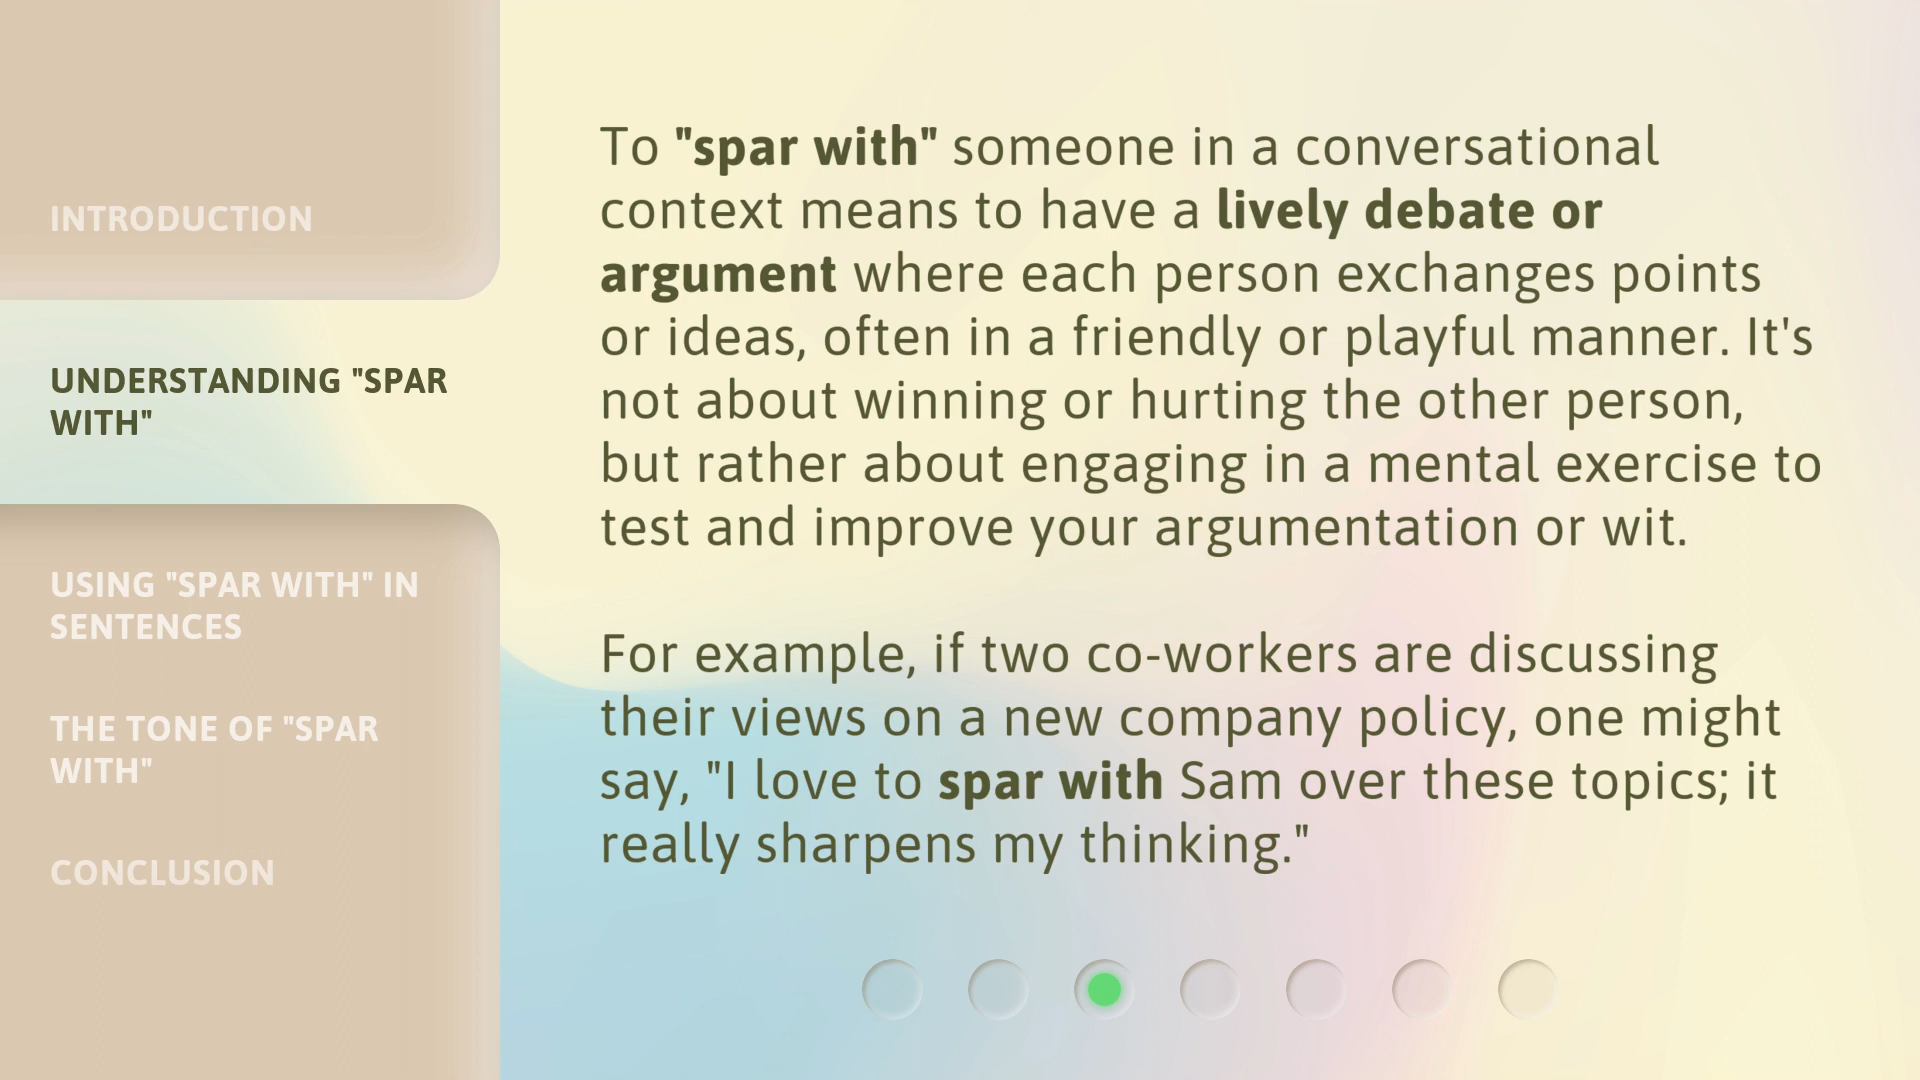 INTRODUCTION
UNDERSTANDING "SPAR
WITH"
USING "SPAR WITH" IN
SENTENCES
THE TONE OF "SPAR
WITH"
CONCLUSION
To "spar with" someone in a conversational
context means to have a lively debate or
argument where each person exchanges points
or ideas, often in a friendly or playful manner. It's
not about winning or hurting the other person,
but rather about engaging in a mental exercise to
test and improve your argumentation or wit.
For example, if two co-workers are discussing
their views on a new company policy, one might
say, "I love to spar with Sam over these topics; it
really sharpens my thinking."